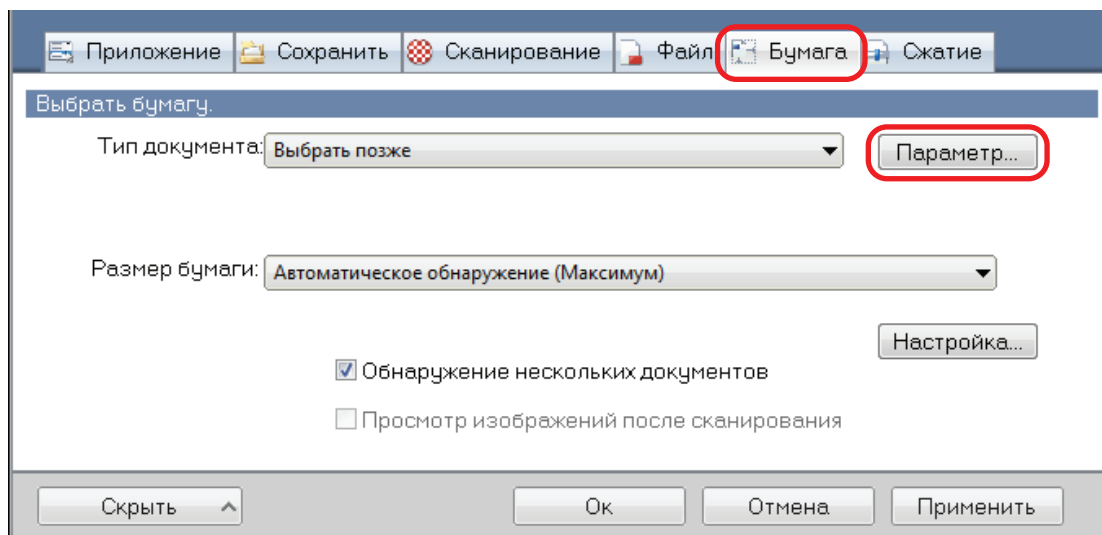 Приложение Сохранить Сканирование Файл Бумага Сжатие
Выбрать бумагу.
Тип документа: Выбрать позже Параметр...
Размер бумаги: Автоматическое обнаружение (Максимум)
Настройка...
Обнаружение нескольких документов
Просмотр изображений после сканирования
Скрыть Ок Отмена Применить